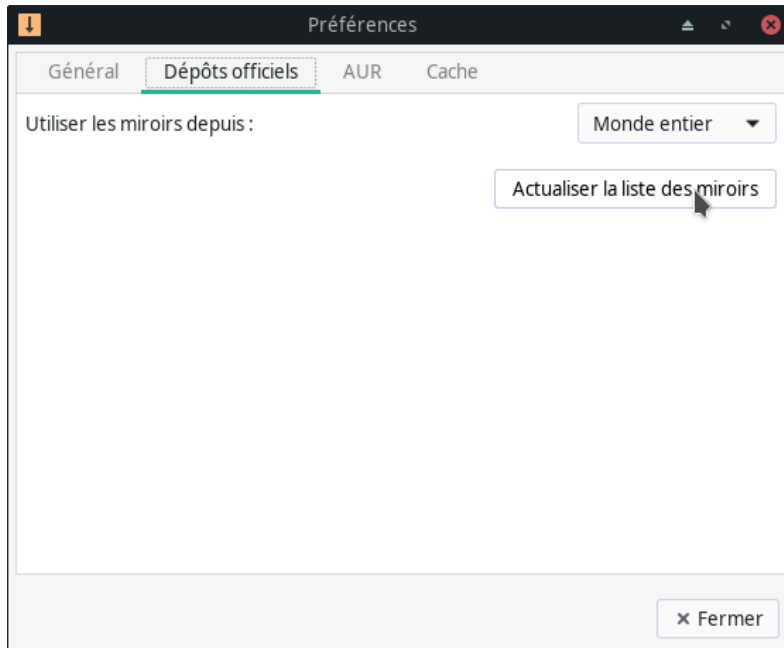 Préférences
Général Dépôts officiels AUR Cache
Utiliser les miroirs depuis : Monde entier
Actualiser la liste des miroirs
Fermer